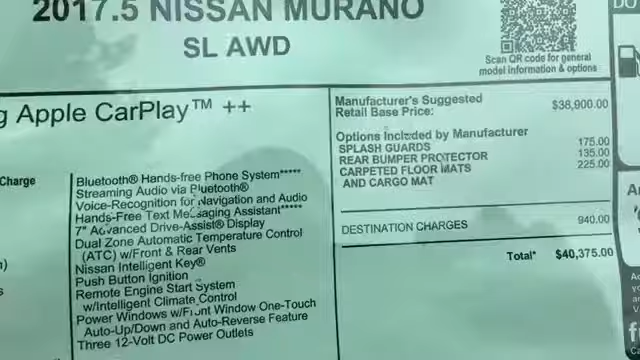 2017.5 NISSAN MURANO
SL AWD
Scan QR code for general
model information & options
Apple CarPlay™ ++
Charge
Bluetooth® Hands-free Phone System*****
Streaming Audio via Bluetooth®
Voice-Recognition for Navigation and Audio
Hands-Free Text Messaging Assistant*****
7" Advanced Drive-Assist® Display
Dual Zone Automatic Temperature Control
(ATC) w/Front & Rear Vents
Nissan Intelligent Key®
Push Button Ignition
Remote Engine Start System
w/Intelligent Climate Control
Power Windows w/Front Window One-Touch
Auto-Up/Down and Auto-Reverse Feature
Three 12-Volt DC Power Outlets
Manufacturer's Suggested
Retail Base Price: $38,900.00
Options Included by Manufacturer
SPLASH GUARDS 175.00
REAR BUMPER PROTECTOR 135.00
CARPETED FLOOR MATS 225.00
AND CARGO MAT
DESTINATION CHARGES 940.00
Total* $40,375.00